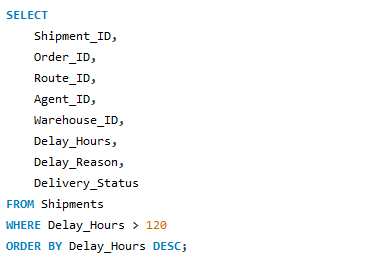 SELECT
    Shipment_ID,
    Order_ID,
    Route_ID,
    Agent_ID,
    Warehouse_ID,
    Delay_Hours,
    Delay_Reason,
    Delivery_Status
FROM Shipments
WHERE Delay_Hours > 120
ORDER BY Delay_Hours DESC;